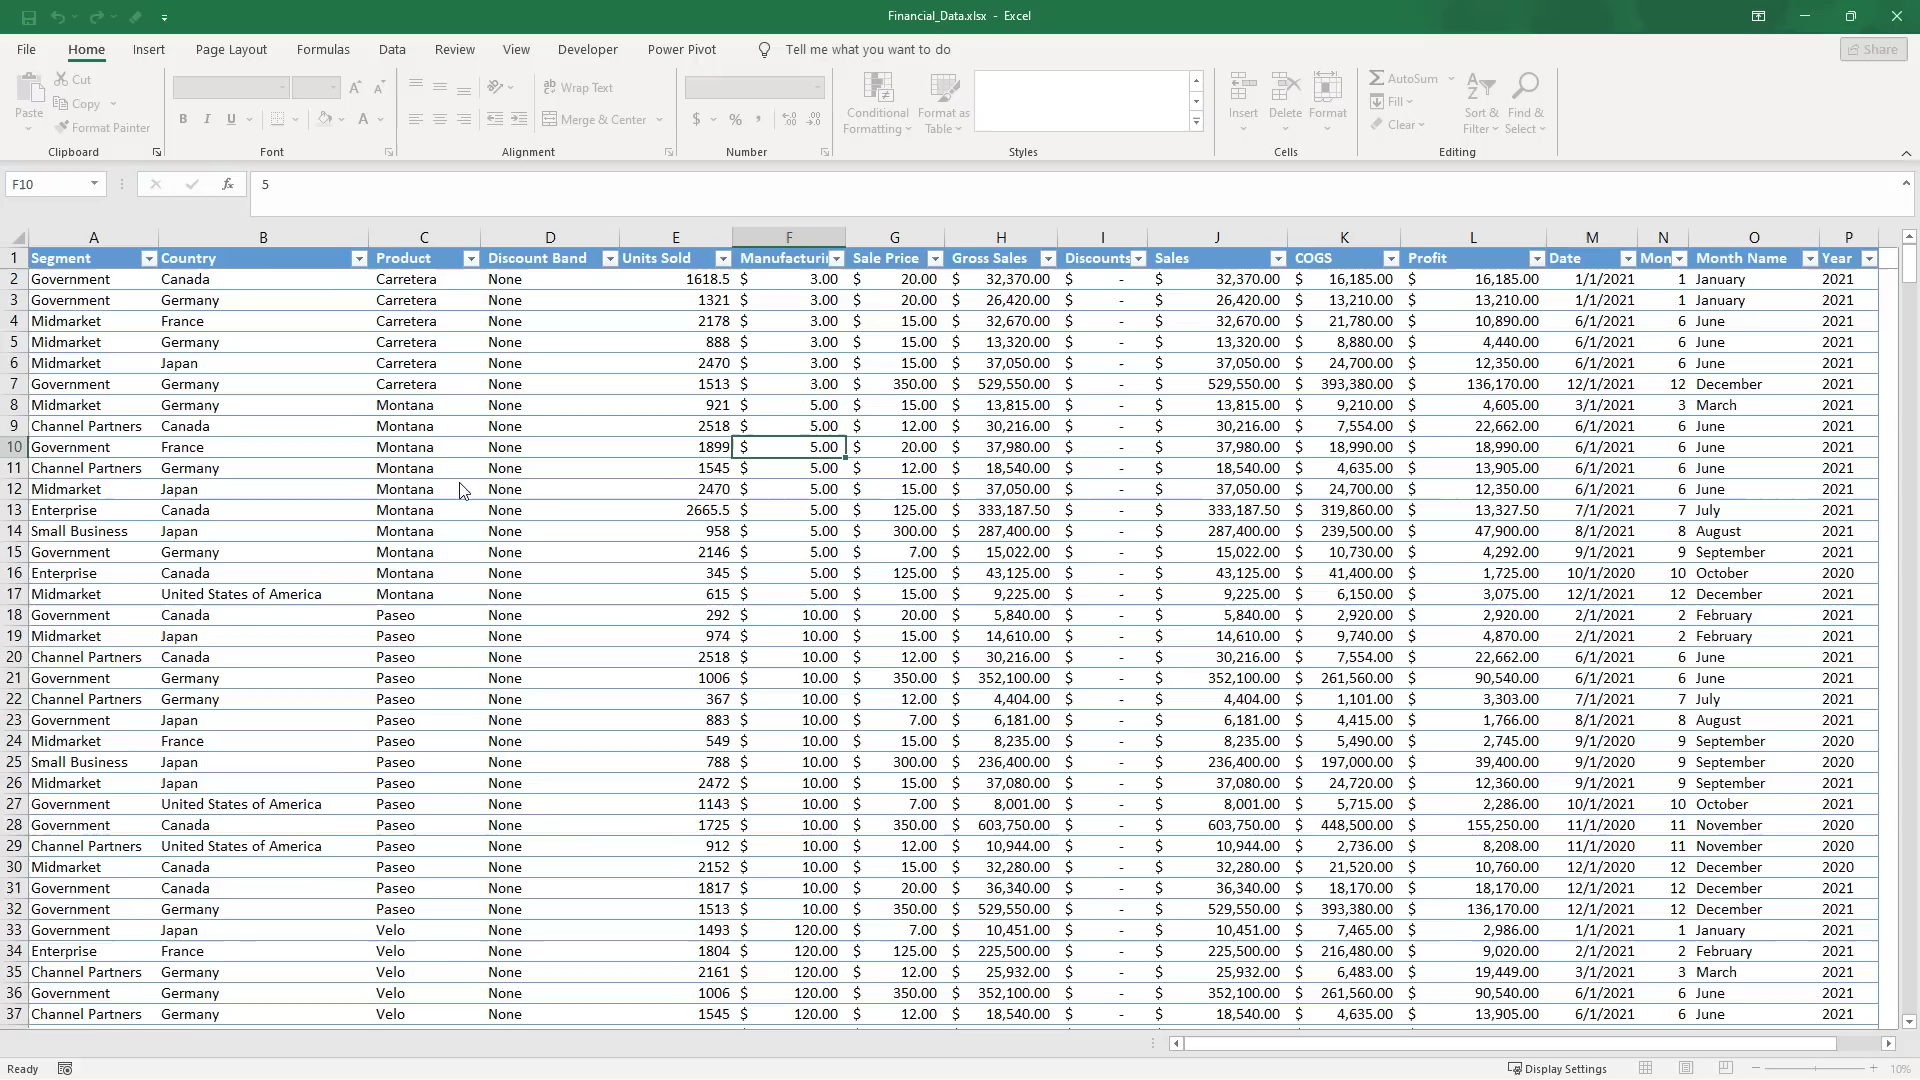 Financial_Data.xlsx - Excel
File Home Insert Page Layout Formulas Data Review View Developer Power Pivot Tell me what you want to do Share
Paste Cut Copy Format Painter Clipboard
B I U A A A Font
Wrap Text Merge & Center Alignment
$ % , Number
Conditional Formatting Format as Table Styles
Insert Delete Format Cells
AutoSum Fill Clear Sort & Filter Find & Select Editing
F10 fx 5
A B C D E F G H I J K L M N O P
1 Segment Country Product Discount Band Units Sold Manufacturin Sale Price Gross Sales Discounts Sales COGS Profit Date Mon Month Name Year
2 Government Canada Carretera None 1618.5 $ 3.00 $ 20.00 $ 32,370.00 $ - $ 32,370.00 $ 16,185.00 $ 16,185.00 1/1/2021 1 January 2021
3 Government Germany Carretera None 1321 $ 3.00 $ 20.00 $ 26,420.00 $ - $ 26,420.00 $ 13,210.00 $ 13,210.00 1/1/2021 1 January 2021
4 Midmarket France Carretera None 2178 $ 3.00 $ 15.00 $ 32,670.00 $ - $ 32,670.00 $ 21,780.00 $ 10,890.00 6/1/2021 6 June 2021
5 Midmarket Germany Carretera None 888 $ 3.00 $ 15.00 $ 13,320.00 $ - $ 13,320.00 $ 8,880.00 $ 4,440.00 6/1/2021 6 June 2021
6 Midmarket Japan Carretera None 2470 $ 3.00 $ 15.00 $ 37,050.00 $ - $ 37,050.00 $ 24,700.00 $ 12,350.00 6/1/2021 6 June 2021
7 Government Germany Carretera None 1513 $ 3.00 $ 350.00 $ 529,550.00 $ - $ 529,550.00 $ 393,380.00 $ 136,170.00 12/1/2021 12 December 2021
8 Midmarket Germany Montana None 921 $ 5.00 $ 15.00 $ 13,815.00 $ - $ 13,815.00 $ 9,210.00 $ 4,605.00 3/1/2021 3 March 2021
9 Channel Partners Canada Montana None 2518 $ 5.00 $ 12.00 $ 30,216.00 $ - $ 30,216.00 $ 7,554.00 $ 22,662.00 6/1/2021 6 June 2021
10 Government France Montana None 1899 $ 5.00 $ 20.00 $ 37,980.00 $ - $ 37,980.00 $ 18,990.00 $ 18,990.00 6/1/2021 6 June 2021
11 Channel Partners Germany Montana None 1545 $ 5.00 $ 12.00 $ 18,540.00 $ - $ 18,540.00 $ 4,635.00 $ 13,905.00 6/1/2021 6 June 2021
12 Midmarket Japan Montana None 2470 $ 5.00 $ 15.00 $ 37,050.00 $ - $ 37,050.00 $ 24,700.00 $ 12,350.00 6/1/2021 6 June 2021
13 Enterprise Canada Montana None 2665.5 $ 5.00 $ 125.00 $ 333,187.50 $ - $ 333,187.50 $ 319,860.00 $ 13,327.50 7/1/2021 7 July 2021
14 Small Business Japan Montana None 958 $ 5.00 $ 300.00 $ 287,400.00 $ - $ 287,400.00 $ 239,500.00 $ 47,900.00 8/1/2021 8 August 2021
15 Government Germany Montana None 2146 $ 5.00 $ 7.00 $ 15,022.00 $ - $ 15,022.00 $ 10,730.00 $ 4,292.00 9/1/2021 9 September 2021
16 Enterprise Canada Montana None 345 $ 5.00 $ 125.00 $ 43,125.00 $ - $ 43,125.00 $ 41,400.00 $ 1,725.00 10/1/2020 10 October 2020
17 Midmarket United States of America Montana None 615 $ 5.00 $ 15.00 $ 9,225.00 $ - $ 9,225.00 $ 6,150.00 $ 3,075.00 12/1/2021 12 December 2021
18 Government Canada Paseo None 292 $ 10.00 $ 20.00 $ 5,840.00 $ - $ 5,840.00 $ 2,920.00 $ 2,920.00 2/1/2021 2 February 2021
19 Midmarket Japan Paseo None 974 $ 10.00 $ 15.00 $ 14,610.00 $ - $ 14,610.00 $ 9,740.00 $ 4,870.00 2/1/2021 2 February 2021
20 Channel Partners Canada Paseo None 2518 $ 10.00 $ 12.00 $ 30,216.00 $ - $ 30,216.00 $ 7,554.00 $ 22,662.00 6/1/2021 6 June 2021
21 Government Germany Paseo None 1006 $ 10.00 $ 350.00 $ 352,100.00 $ - $ 352,100.00 $ 261,560.00 $ 90,540.00 6/1/2021 6 June 2021
22 Channel Partners Germany Paseo None 367 $ 10.00 $ 12.00 $ 4,404.00 $ - $ 4,404.00 $ 1,101.00 $ 3,303.00 7/1/2021 7 July 2021
23 Government Japan Paseo None 883 $ 10.00 $ 7.00 $ 6,181.00 $ - $ 6,181.00 $ 4,415.00 $ 1,766.00 8/1/2021 8 August 2021
24 Midmarket France Paseo None 549 $ 10.00 $ 15.00 $ 8,235.00 $ - $ 8,235.00 $ 5,490.00 $ 2,745.00 9/1/2020 9 September 2020
25 Small Business Japan Paseo None 788 $ 10.00 $ 300.00 $ 236,400.00 $ - $ 236,400.00 $ 197,000.00 $ 39,400.00 9/1/2020 9 September 2020
26 Midmarket Japan Paseo None 2472 $ 10.00 $ 15.00 $ 37,080.00 $ - $ 37,080.00 $ 24,720.00 $ 12,360.00 9/1/2021 9 September 2021
27 Government United States of America Paseo None 1143 $ 10.00 $ 7.00 $ 8,001.00 $ - $ 8,001.00 $ 5,715.00 $ 2,286.00 10/1/2021 10 October 2021
28 Government Canada Paseo None 1725 $ 10.00 $ 350.00 $ 603,750.00 $ - $ 603,750.00 $ 448,500.00 $ 155,250.00 11/1/2020 11 November 2020
29 Channel Partners United States of America Paseo None 912 $ 10.00 $ 12.00 $ 10,944.00 $ - $ 10,944.00 $ 2,736.00 $ 8,208.00 11/1/2020 11 November 2020
30 Midmarket Canada Paseo None 2152 $ 10.00 $ 15.00 $ 32,280.00 $ - $ 32,280.00 $ 21,520.00 $ 10,760.00 12/1/2020 12 December 2020
31 Government Canada Paseo None 1817 $ 10.00 $ 20.00 $ 36,340.00 $ - $ 36,340.00 $ 18,170.00 $ 18,170.00 12/1/2021 12 December 2021
32 Government Germany Paseo None 1513 $ 10.00 $ 350.00 $ 529,550.00 $ - $ 529,550.00 $ 393,380.00 $ 136,170.00 12/1/2021 12 December 2021
33 Government Japan Velo None 1493 $ 120.00 $ 7.00 $ 10,451.00 $ - $ 10,451.00 $ 7,465.00 $ 2,986.00 1/1/2021 1 January 2021
34 Enterprise France Velo None 1804 $ 120.00 $ 125.00 $ 225,500.00 $ - $ 225,500.00 $ 216,480.00 $ 9,020.00 2/1/2021 2 February 2021
35 Channel Partners Germany Velo None 2161 $ 120.00 $ 12.00 $ 25,932.00 $ - $ 25,932.00 $ 6,483.00 $ 19,449.00 3/1/2021 3 March 2021
36 Government Germany Velo None 1006 $ 120.00 $ 350.00 $ 352,100.00 $ - $ 352,100.00 $ 261,560.00 $ 90,540.00 6/1/2021 6 June 2021
37 Channel Partners Germany Velo None 1545 $ 120.00 $ 12.00 $ 18,540.00 $ - $ 18,540.00 $ 4,635.00 $ 13,905.00 6/1/2021 6 June 2021
Ready Display Settings 10%